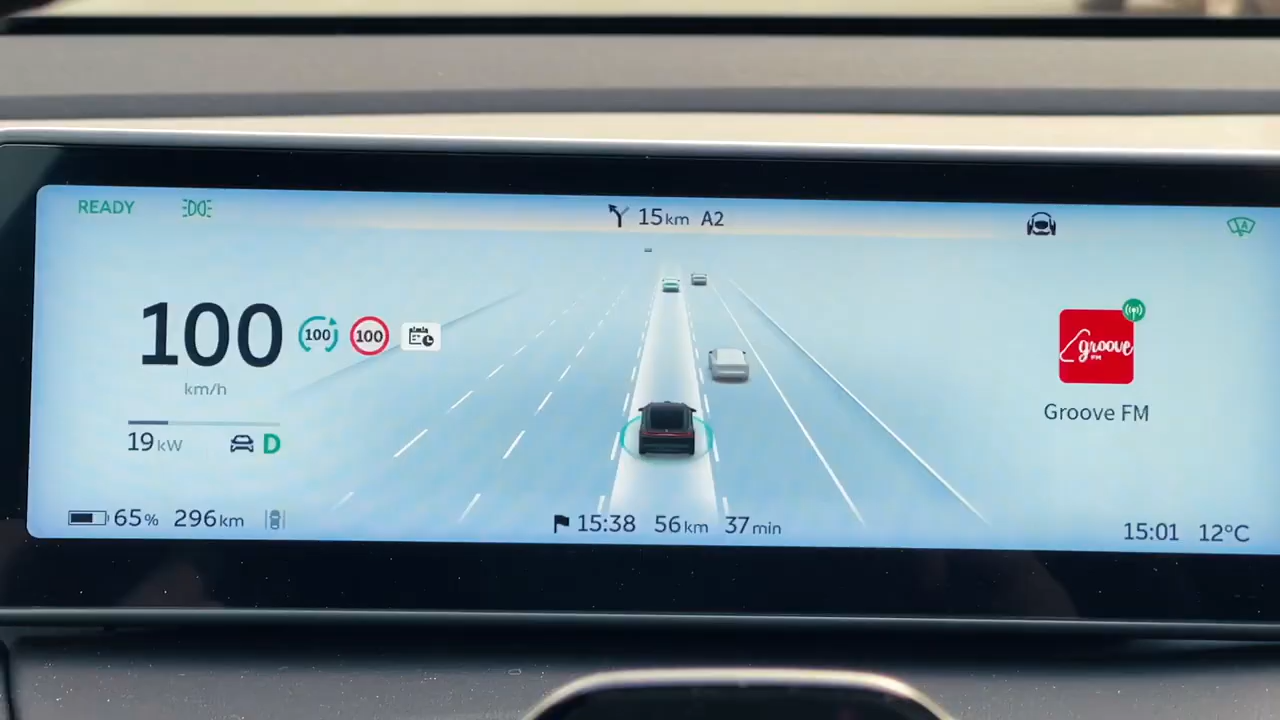 READY
15 km A2
100
100
100
km/h
19 kW
D
groove
FM
Groove FM
65% 296 km
15:38 56 km 37 min
15:01 12°C
A